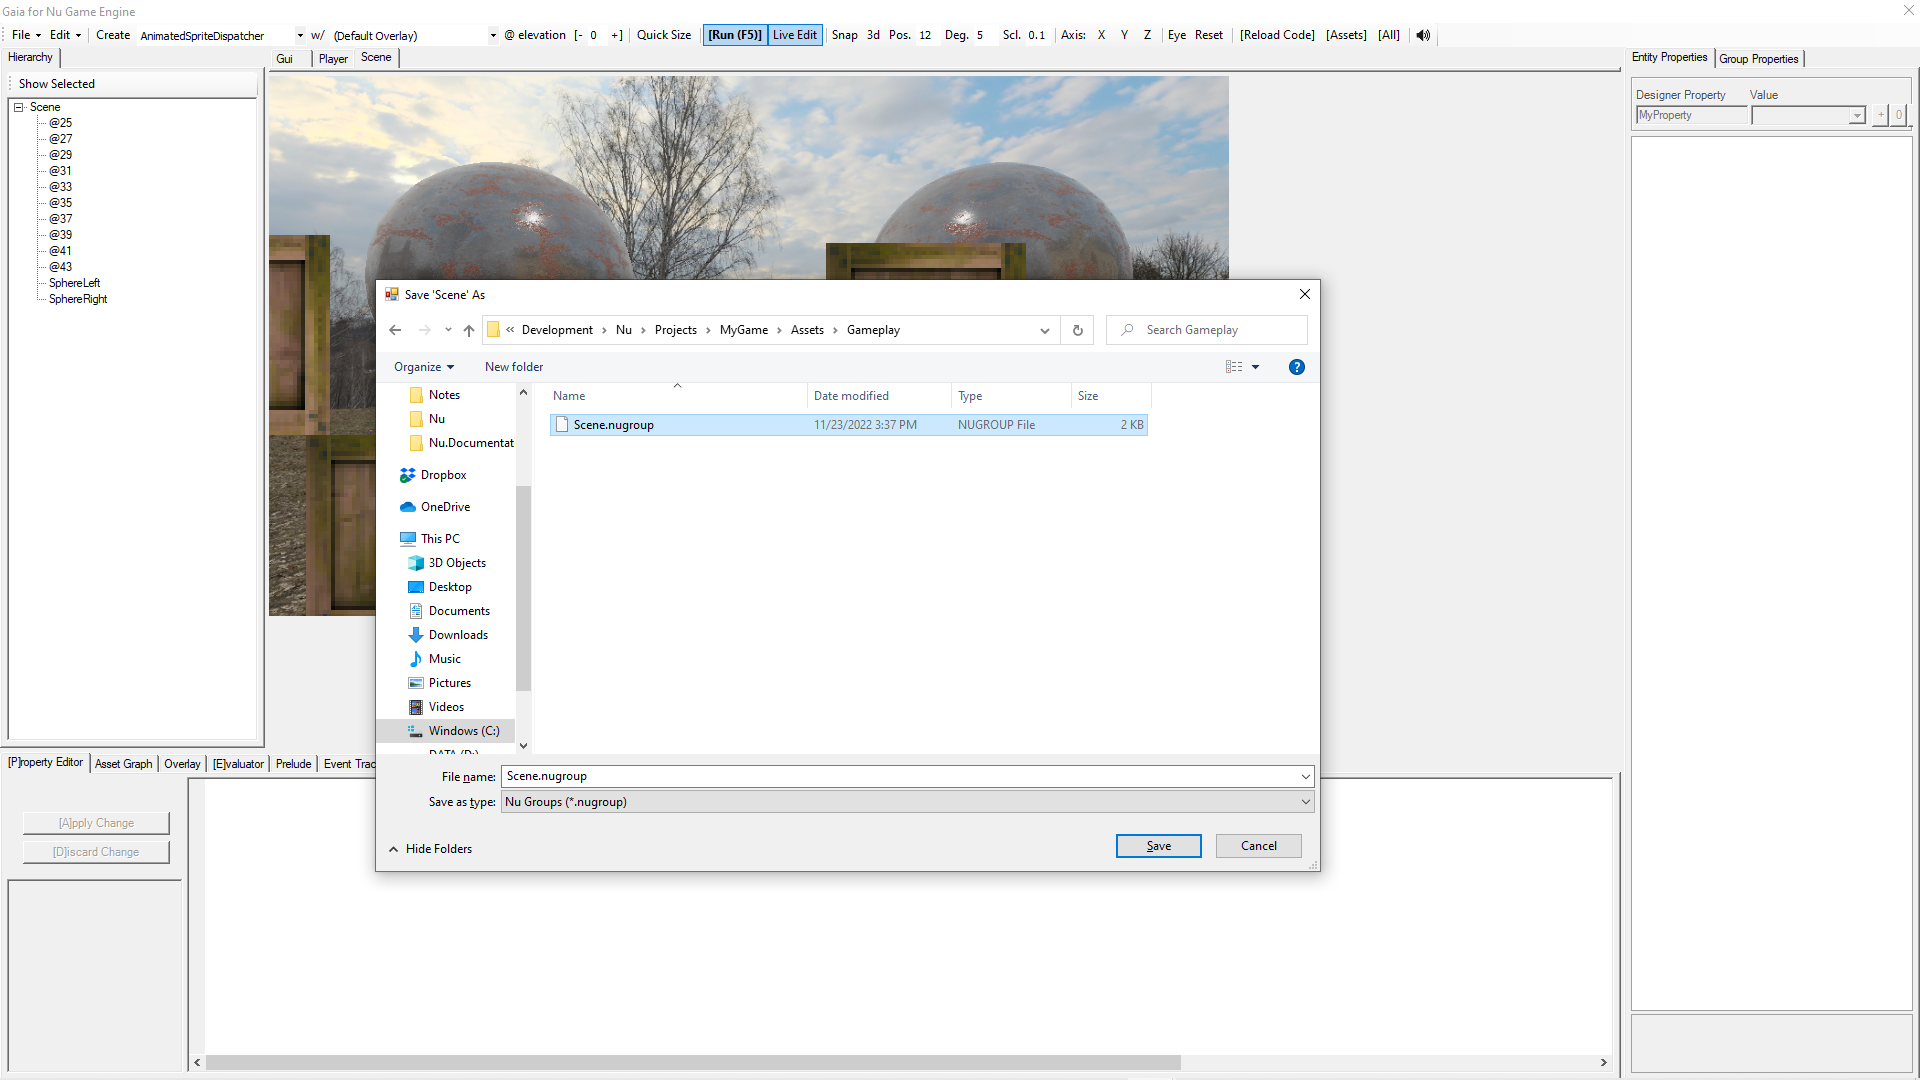 Gaia for Nu Game Engine
File Edit Create AnimatedSpriteDispatcher w/ (Default Overlay) @ elevation [- 0 +] Quick Size [Run (F5)] Live Edit Snap 3d Pos. 12 Deg. 5 Scl. 0.1 Axis: X Y Z Eye Reset [Reload Code] [Assets] [All]
Hierarchy
Gui Player Scene
Entity Properties Group Properties
Show Selected
Designer Property Value
MyProperty + 0
Scene
@25
@27
@29
@31
@33
@35
@37
@39
@41
@43
SphereLeft
SphereRight
Save 'Scene' As
« Development › Nu › Projects › MyGame › Assets › Gameplay
Search Gameplay
Organize New folder ?
Name Date modified Type Size
Scene.nugroup 11/23/2022 3:37 PM NUGROUP File 2 KB
Notes
Nu
Nu.Documentat
Dropbox
OneDrive
This PC
3D Objects
Desktop
Documents
Downloads
Music
Pictures
Videos
Windows (C:)
DATA (D:)
File name: Scene.nugroup
Save as type: Nu Groups (*.nugroup)
Hide Folders
Save Cancel
[P]roperty Editor Asset Graph Overlay [E]valuator Prelude Event Trac
[A]pply Change
[D]iscard Change